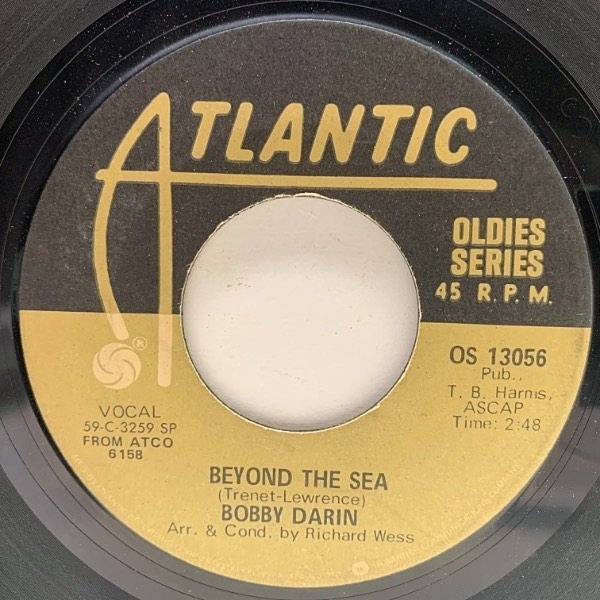 ATLANTIC
OLDIES
SERIES
45 R.P.M.
®
OS 13056
Pub.,
T. B. Harms,
ASCAP
Time: 2:48
VOCAL
59-C-3259 SP
FROM ATCO
6158
BEYOND THE SEA
(Trenet-Lewrence)
BOBBY DARIN
Arr. & Cond. by Richard Wess